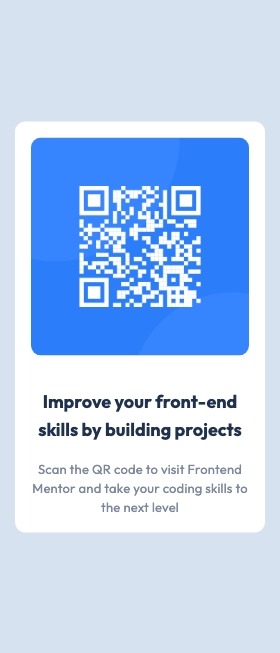 Improve your front-end
skills by building projects
Scan the QR code to visit Frontend
Mentor and take your coding skills to
the next level